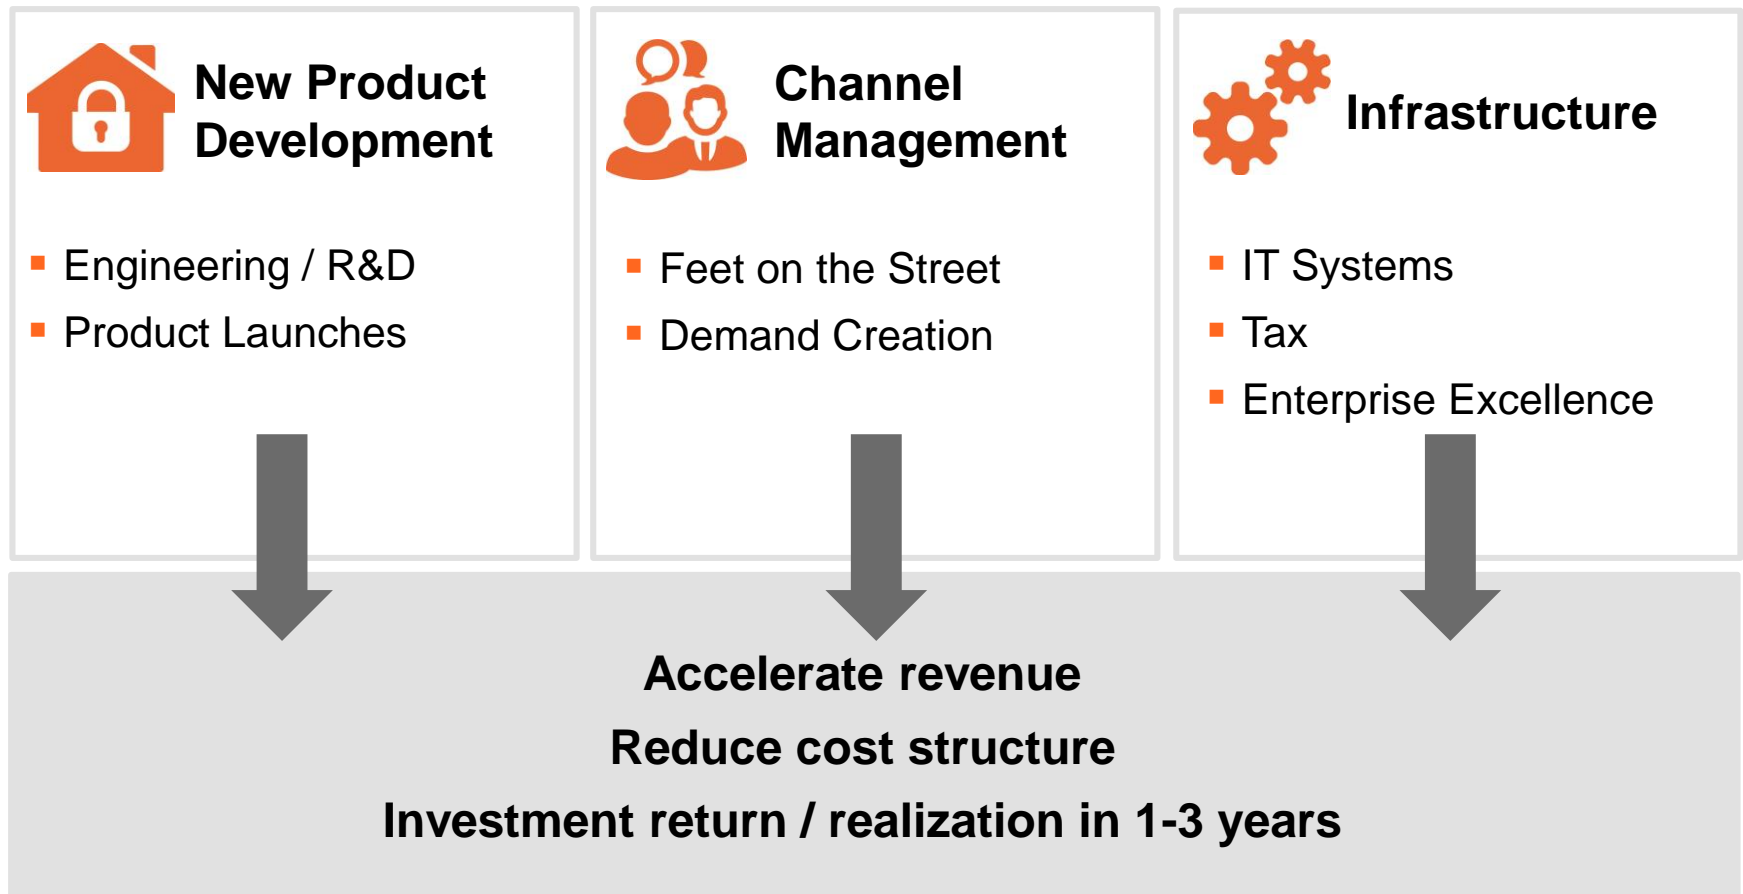 New Product
Development
Engineering / R&D
Product Launches
Channel
Management
Feet on the Street
Demand Creation
Infrastructure
IT Systems
Tax
Enterprise Excellence
Accelerate revenue
Reduce cost structure
Investment return / realization in 1-3 years